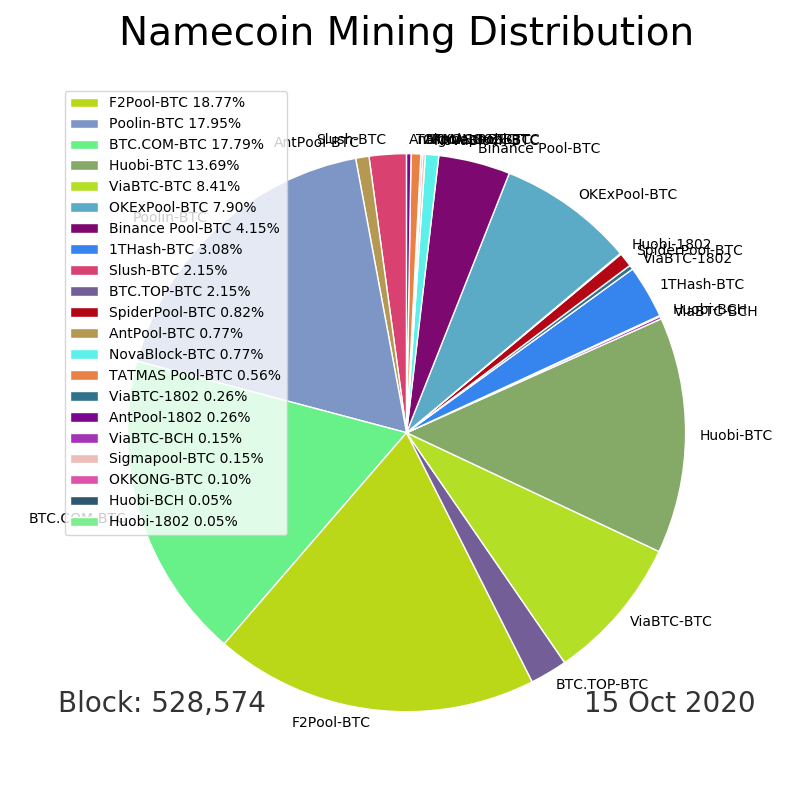 Namecoin Mining Distribution
F2Pool-BTC 18.77%
Poolin-BTC 17.95%
BTC.COM-BTC 17.79%
Huobi-BTC 13.69%
ViaBTC-BTC 8.41%
OKExPool-BTC 7.90%
Binance Pool-BTC 4.15%
1THash-BTC 3.08%
Slush-BTC 2.15%
BTC.TOP-BTC 2.15%
SpiderPool-BTC 0.82%
AntPool-BTC 0.77%
NovaBlock-BTC 0.77%
TATMAS Pool-BTC 0.56%
ViaBTC-1802 0.26%
AntPool-1802 0.26%
ViaBTC-BCH 0.15%
Sigmapool-BTC 0.15%
OKKONG-BTC 0.10%
Huobi-BCH 0.05%
Huobi-1802 0.05%
Slush-BTC
AntPool-BTC
Poolin-BTC
BTC.COM-BTC
F2Pool-BTC
BTC.TOP-BTC
ViaBTC-BTC
Huobi-BTC
ViaBTC-BCH
Huobi-BCH
1THash-BTC
ViaBTC-1802
SpiderPool-BTC
Huobi-1802
OKExPool-BTC
Binance Pool-BTC
Block: 528,574
15 Oct 2020